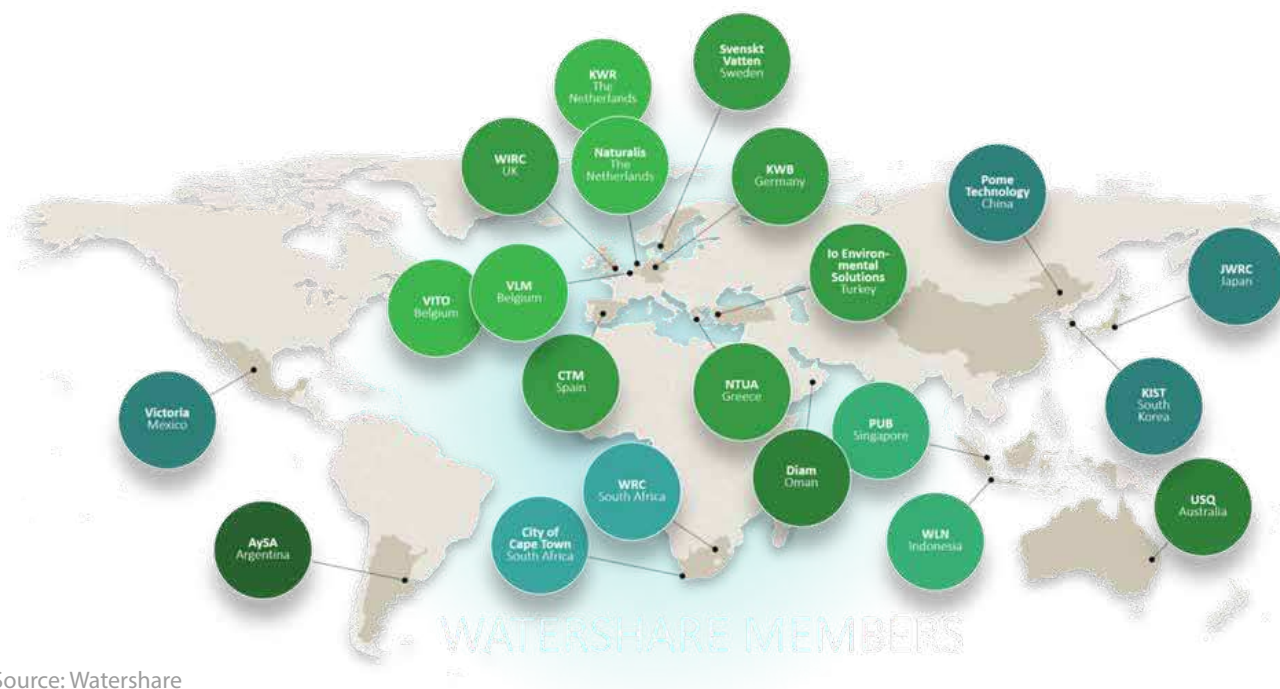 Svenskt
Vatten
Sweden
KWR
The
Netherlands
WIRC
UK
Naturalis
The
Netherlands
KWB
Germany
Pome
Technology
China
Io Environ-
mental
Solutions
Turkey
JWRC
Japan
VITO
Belgium
VLM
Belgium
CTM
Spain
NTUA
Greece
Victoria
Mexico
PUB
Singapore
KIST
South
Korea
Diam
Oman
WRC
South Africa
USQ
Australia
AySA
Argentina
City of
Cape Town
South Africa
WLN
Indonesia
WATERSHARE MEMBERS
Source: Watershare